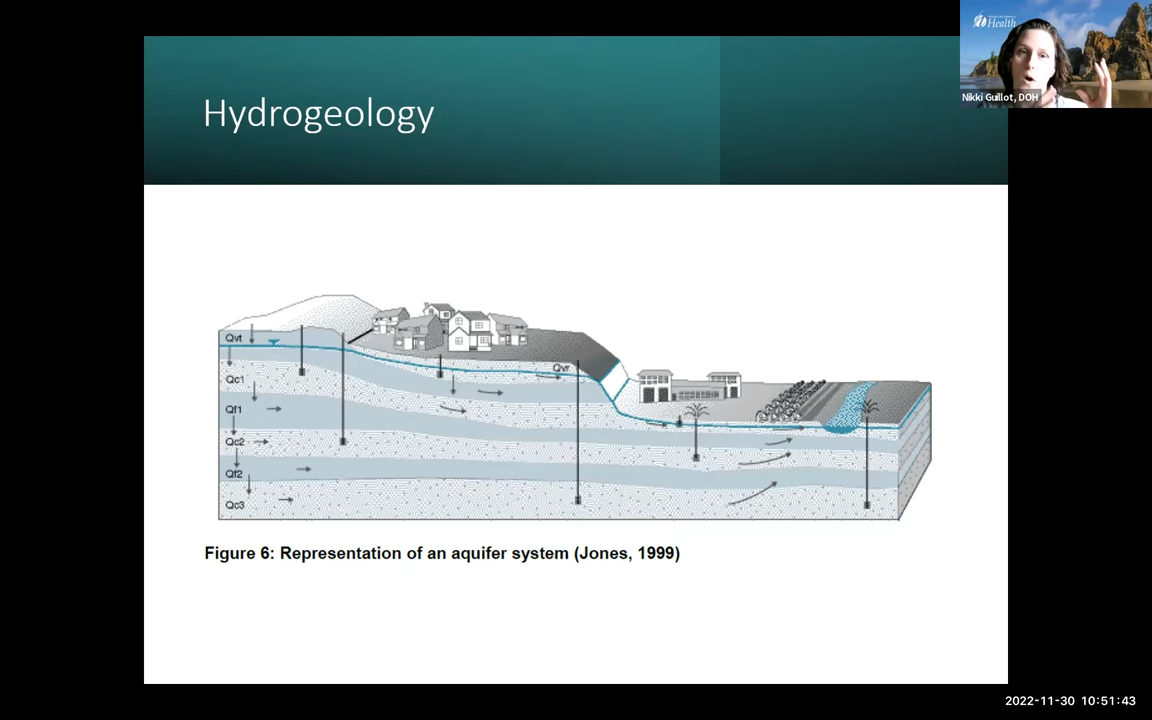 Health
Nikki Guillot, DOH
Hydrogeology
Qvt
Qc1
Qvr
Qf1
Qc2
Qf2
Qc3
Figure 6: Representation of an aquifer system (Jones, 1999)
2022-11-30 10:51:43